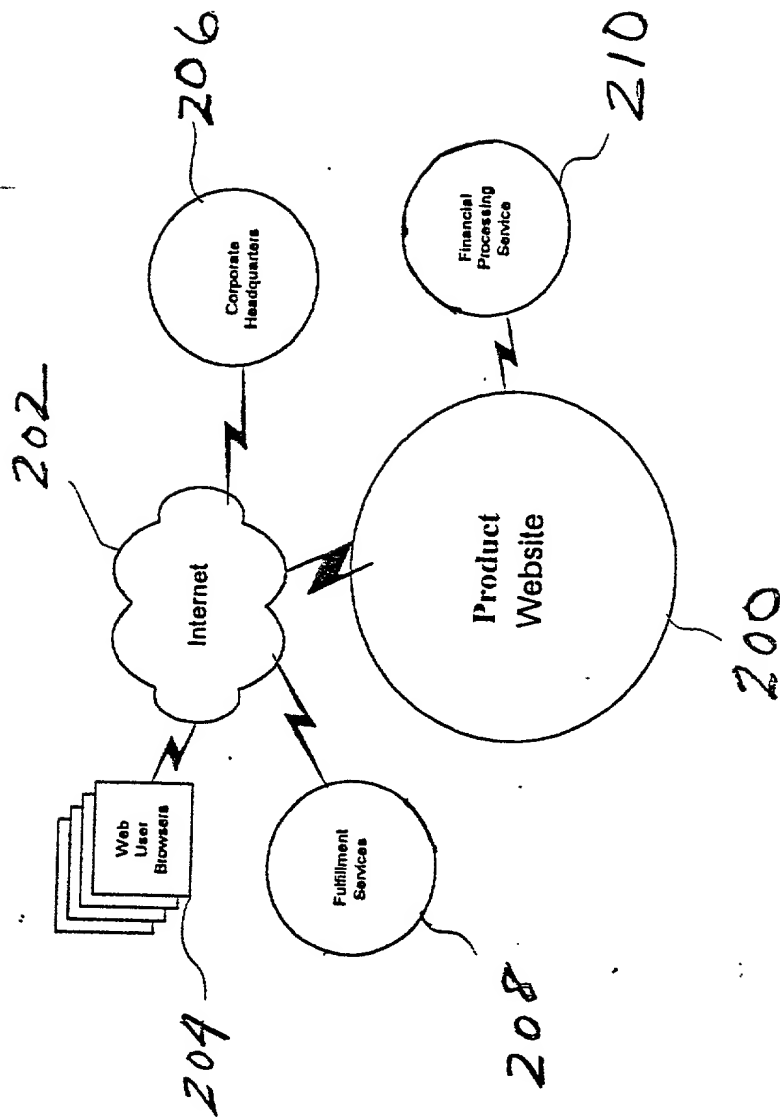 202
206
Internet
Corporate
Headquarters
Web
User
Browsers
204
Fulfillment
Services
208
Product
Website
200
Financial
Processing
Service
210